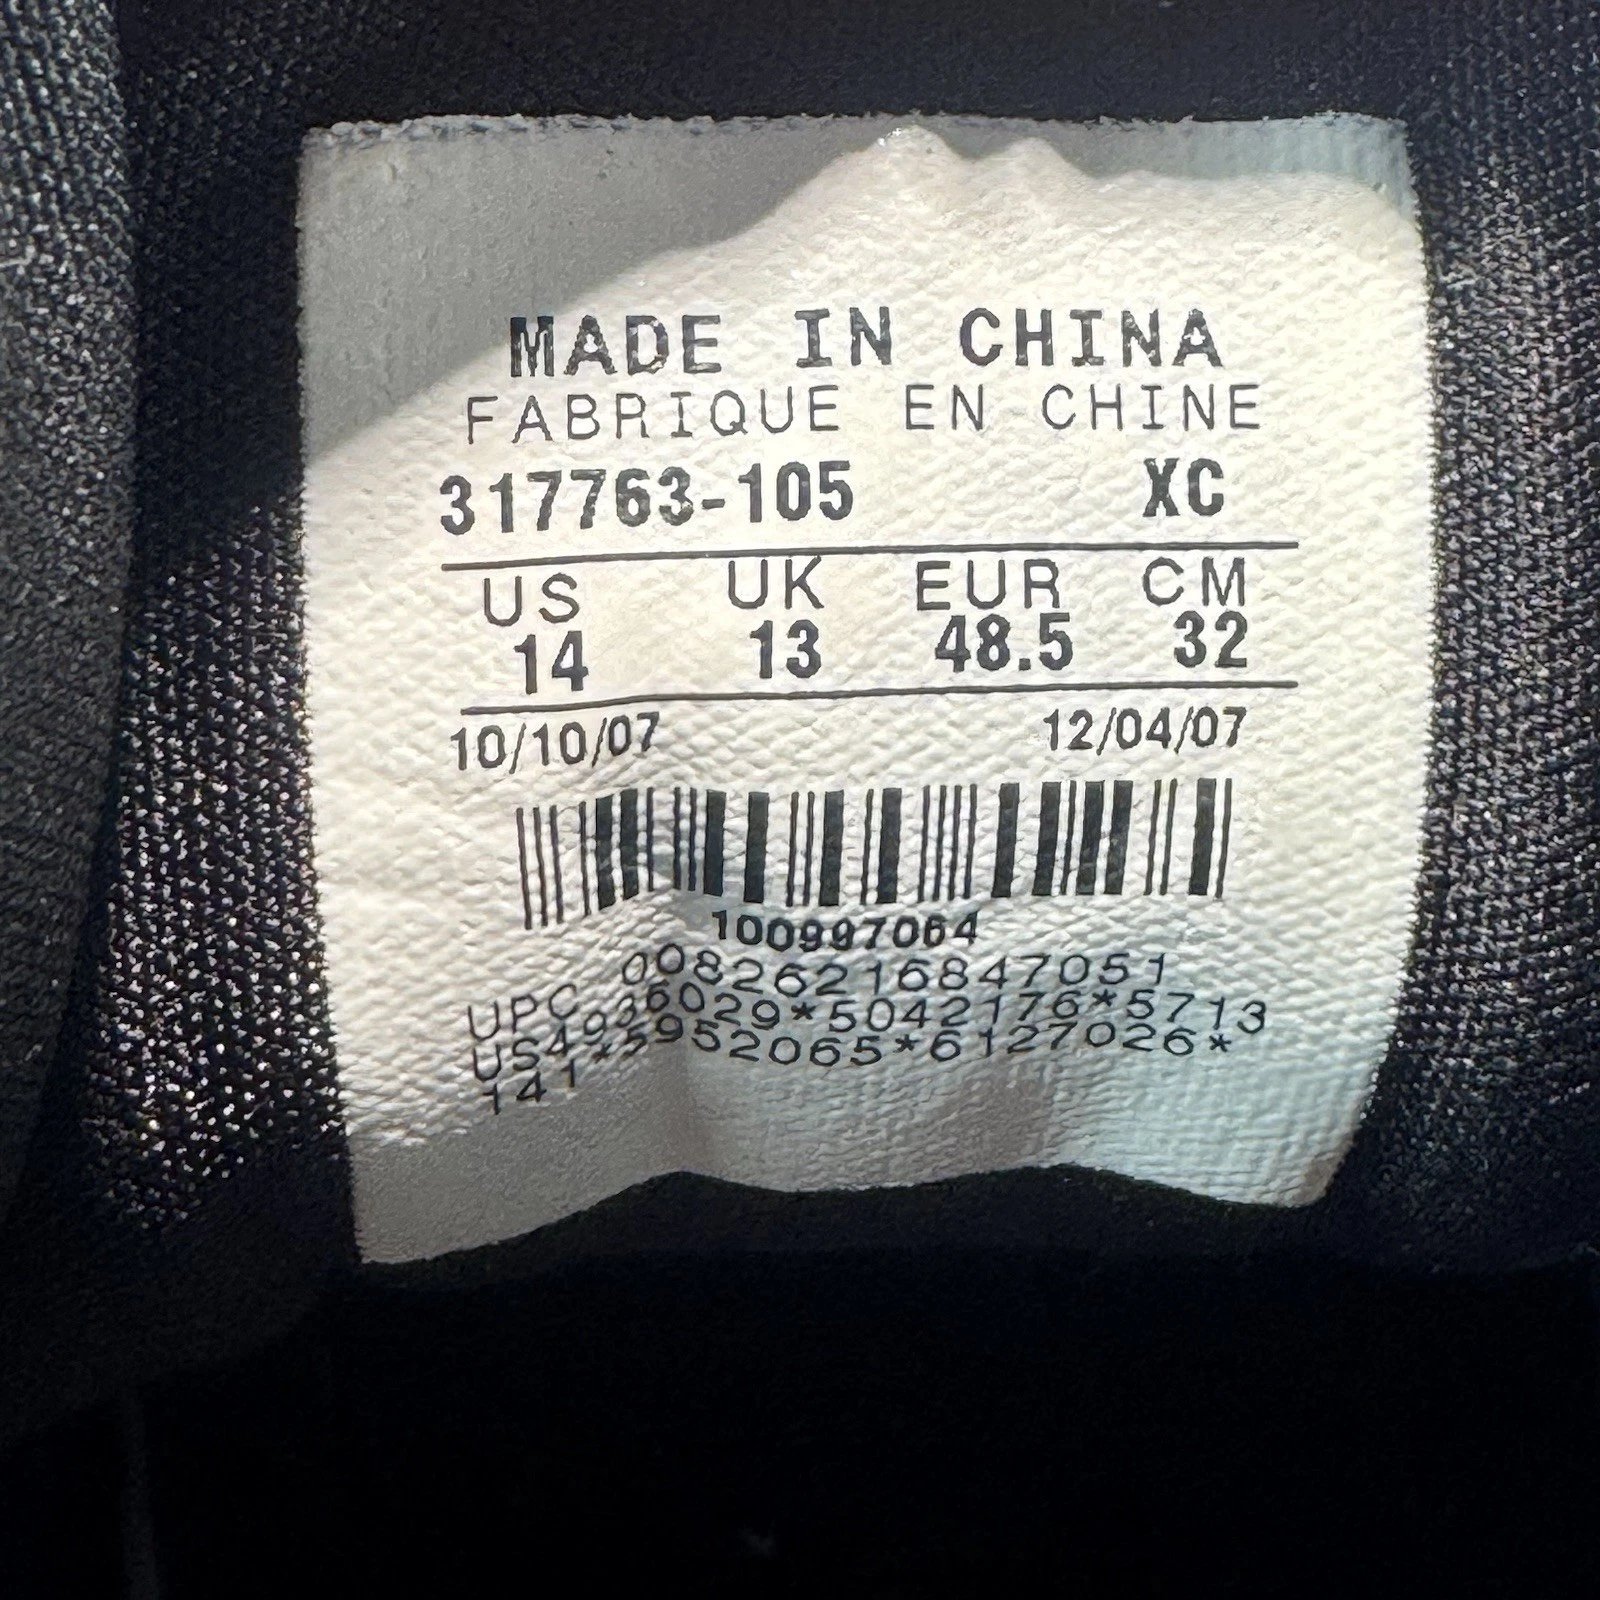 MADE IN CHINA
FABRIQUE EN CHINE
317763-105 XC
US UK EUR CM
14 13 48.5 32
10/10/07 12/04/07
100997064
UPC 00826216847051
US4936029*5042176*5713
141*5952065*6127026*